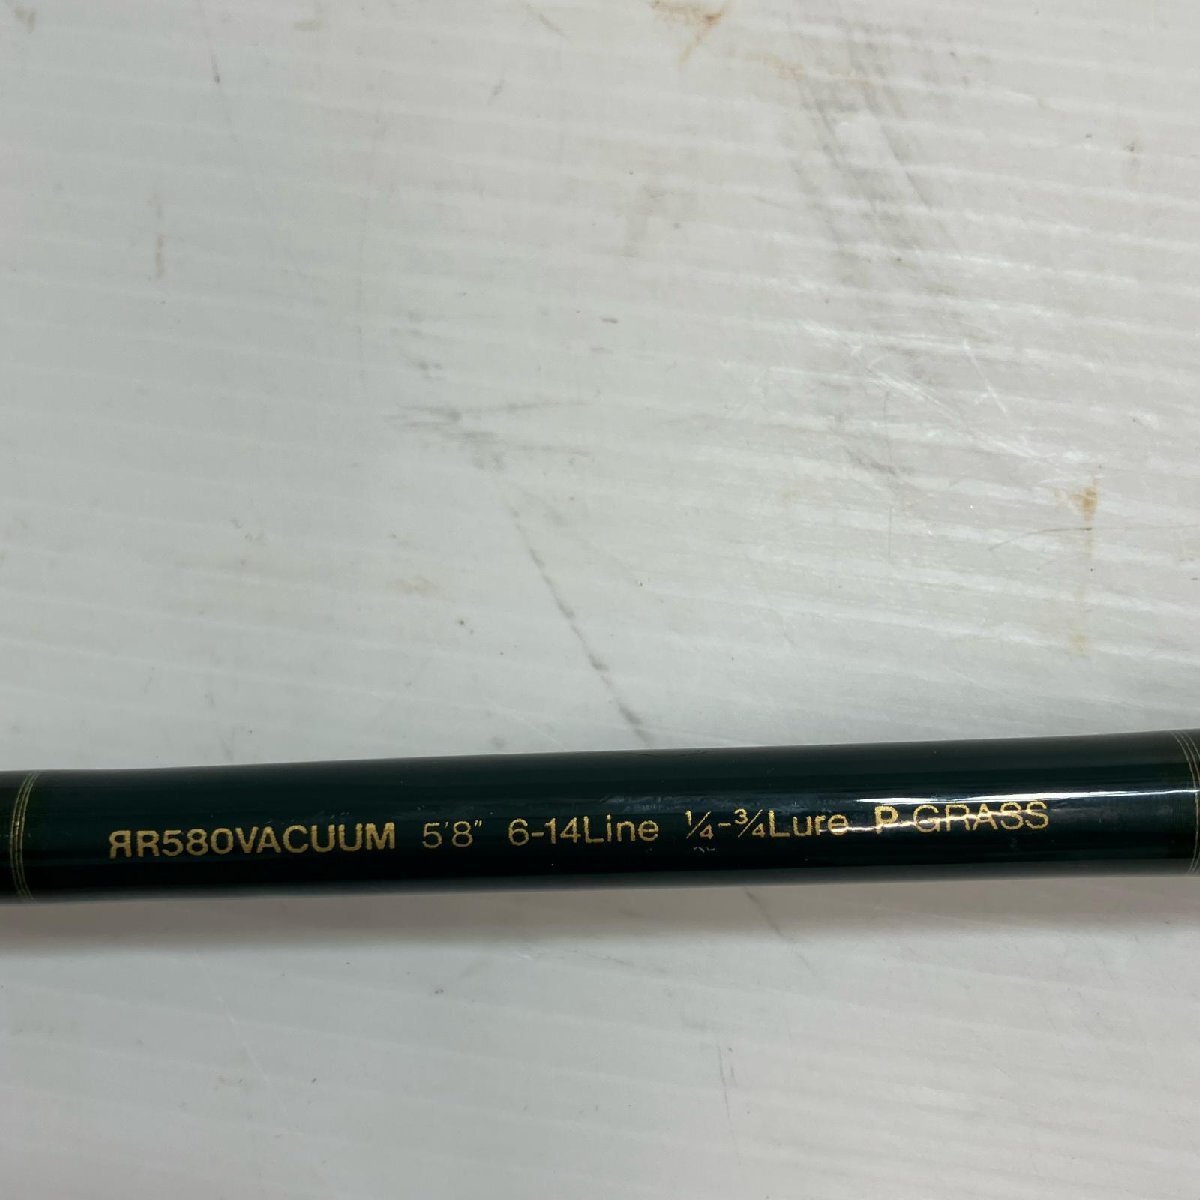 ЯR580VACUUM 5'8" 6-14Line ¼-¾Lure P-GRASS